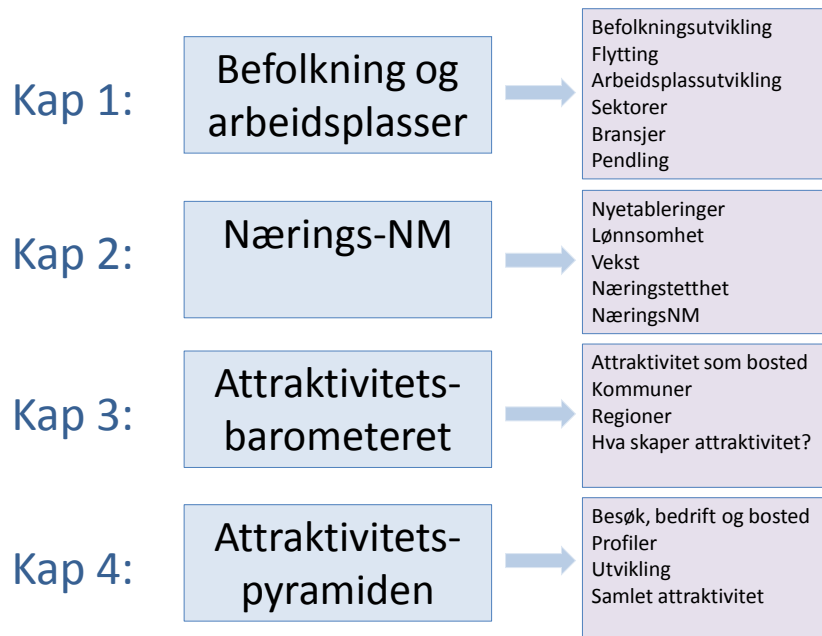 Kap 1:
Befolkning og
arbeidsplasser
Befolkningsutvikling
Flytting
Arbeidsplassutvikling
Sektorer
Bransjer
Pendling
Kap 2:
Nærings-NM
Nyetableringer
Lønnsomhet
Vekst
Næringstetthet
NæringsNM
Kap 3:
Attraktivitets-
barometeret
Attraktivitet som bosted
Kommuner
Regioner
Hva skaper attraktivitet?
Kap 4:
Attraktivitets-
pyramiden
Besøk, bedrift og bosted
Profiler
Utvikling
Samlet attraktivitet